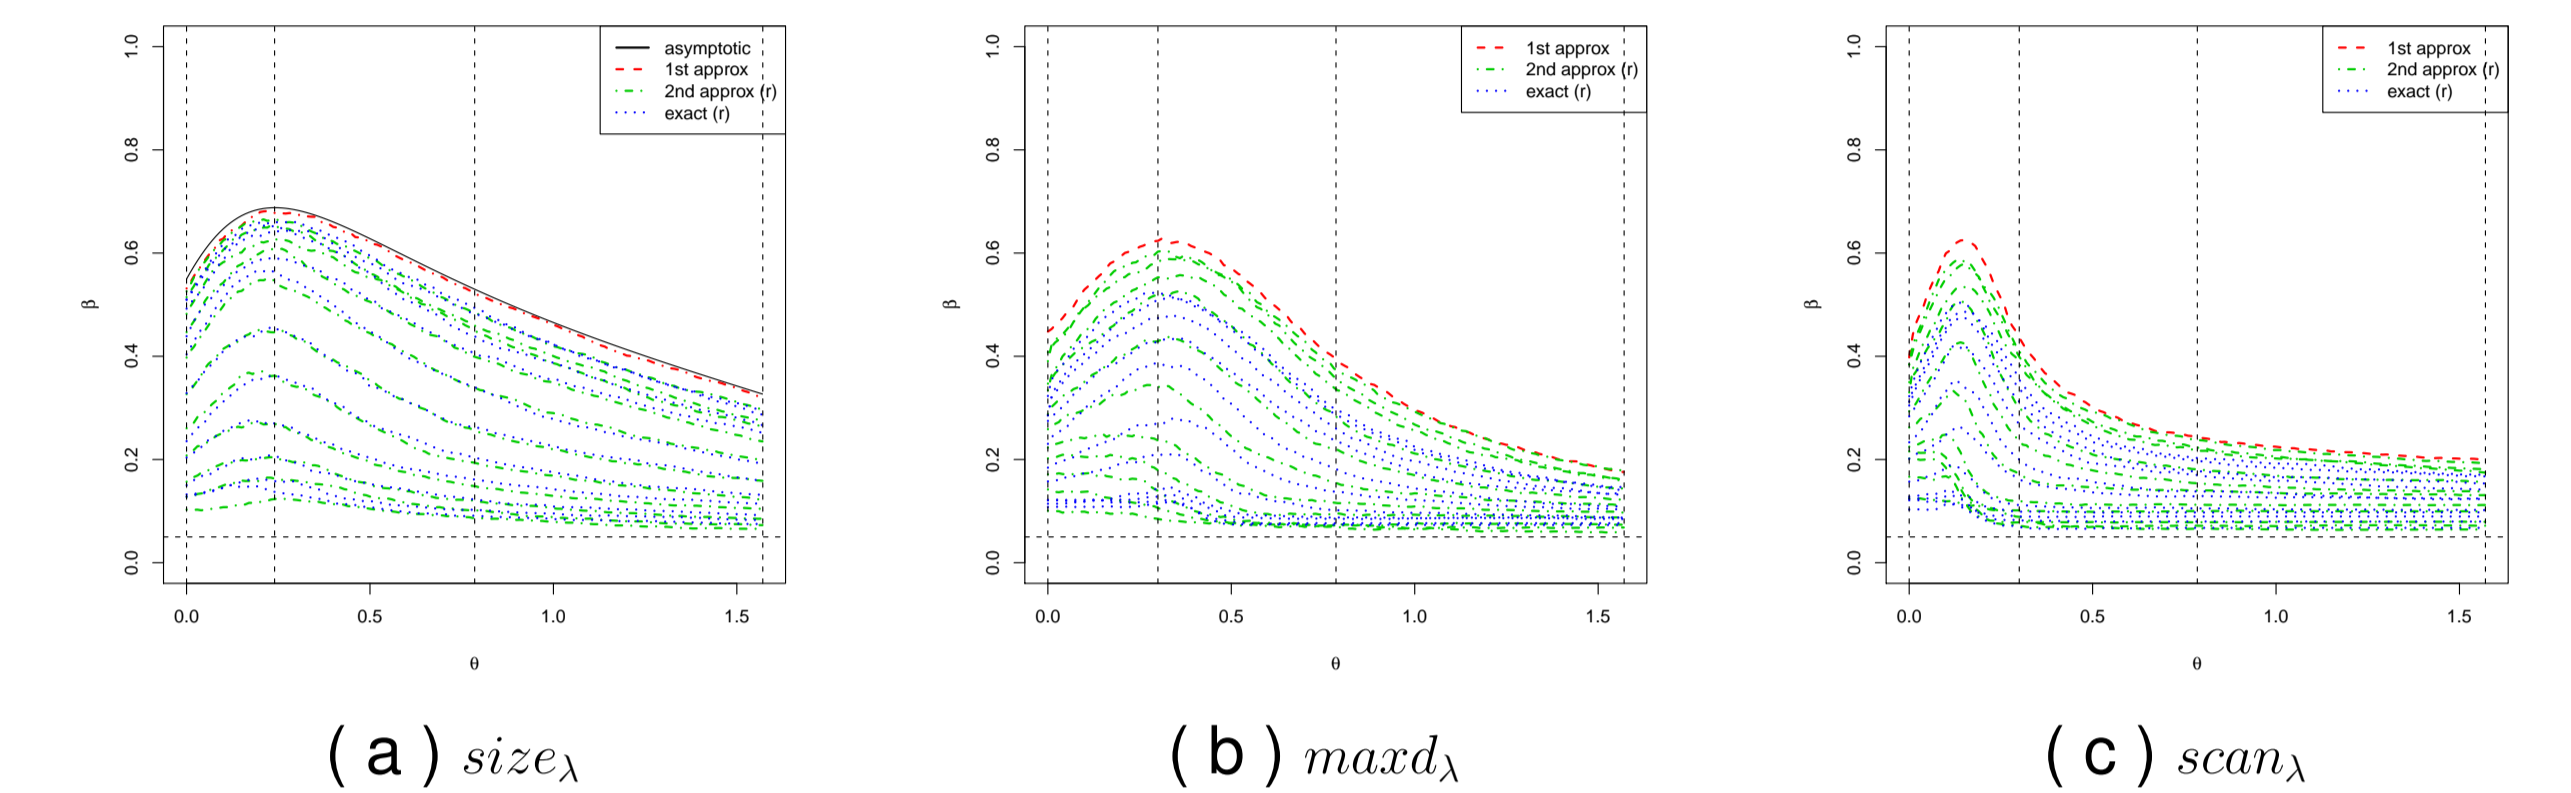 asymptotic
1st approx
2nd approx (r)
exact (r)
β
0.0
0.2
0.4
0.6
0.8
1.0
0.0 0.5 1.0 1.5
θ
( a ) size λ
1st approx
2nd approx (r)
exact (r)
β
0.0
0.2
0.4
0.6
0.8
1.0
0.0 0.5 1.0 1.5
θ
( b ) maxd λ
1st approx
2nd approx (r)
exact (r)
β
0.0
0.2
0.4
0.6
0.8
1.0
0.0 0.5 1.0 1.5
θ
( c ) scan λ